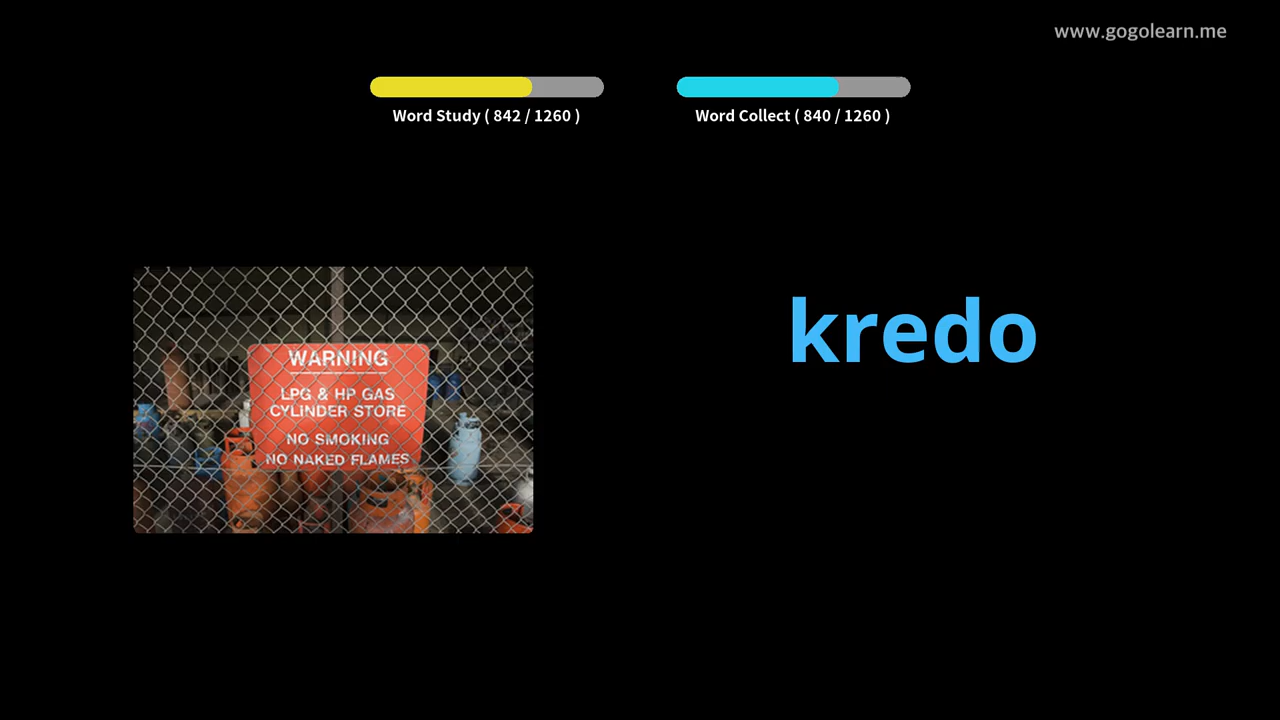 www.gogolearn.me
Word Study ( 842 / 1260 )
Word Collect ( 840 / 1260 )
kredo
WARNING
LPG & HP GAS
CYLINDER STORE
NO SMOKING
NO NAKED FLAMES